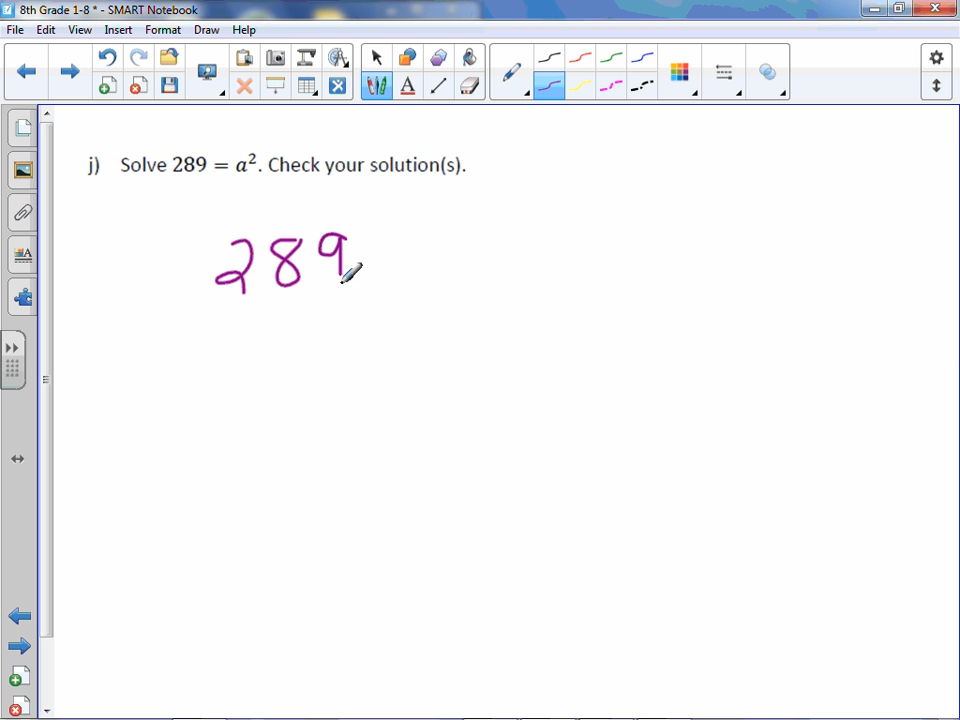 8th Grade 1-8 * - SMART Notebook
File Edit View Insert Format Draw Help
j) Solve 289 = a². Check your solution(s).
289